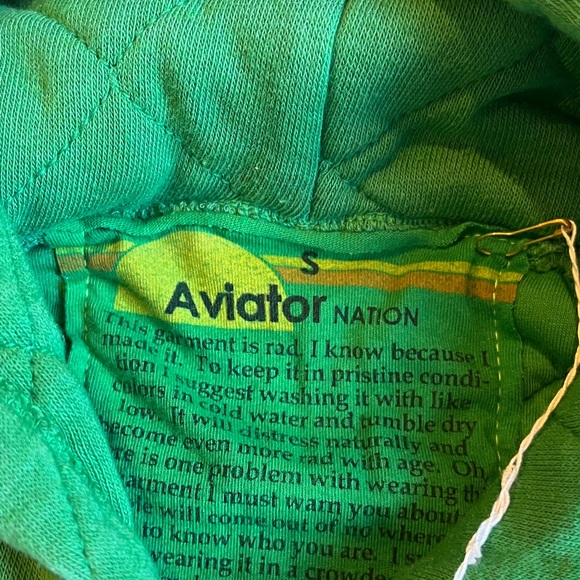 S
Aviator NATION
This garment is rad. I know because I
made it. To keep it in pristine condi-
tion I suggest washing it with like
colors in cold water and tumble dry
low. It will distress naturally and
become even more rad with age. Oh,
re is one problem with wearing th
garment I must warn you about
le will come out of no where
to know who you are. I s
wearing it in a crowde